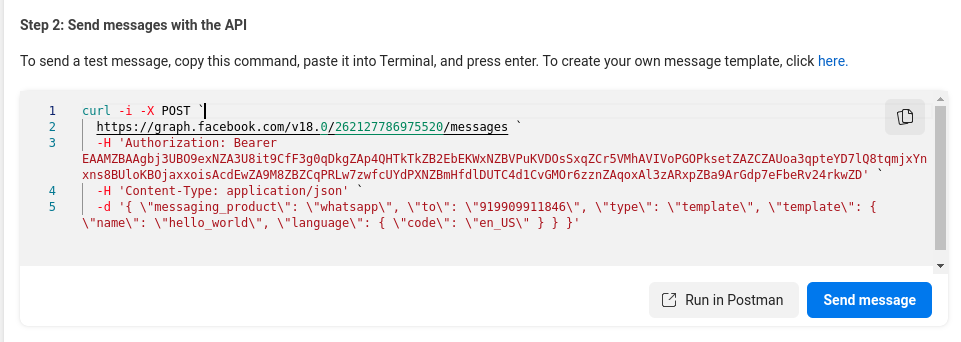 Step 2: Send messages with the API
To send a test message, copy this command, paste it into Terminal, and press enter. To create your own message template, click here.
1 curl -i -X POST `
2 https://graph.facebook.com/v18.0/262127786975520/messages `
3 -H 'Authorization: Bearer
EAAMZBAAgbj3UBO9exNZA3U8it9CfF3g0qDkgZAp4QHTkTkZB2EbEKWxNZBVPuKVDOsSxqZCr5VMhAVIVoPGOPksetZAZCZAUoa3qpteYD7lQ8tqmjxYn
xns8BUloKBOjaxxoisAcdEwZA9M8ZBZCqPRLw7zwfcUYdPXNZBmHfdlDUTC4d1CvGMOr6zznZAqoxAl3zARxpZBa9ArGdp7eFbeRv24rkwZD' `
4 -H 'Content-Type: application/json' `
5 -d '{ \"messaging_product\": \"whatsapp\", \"to\": \"919909911846\", \"type\": \"template\", \"template\": {
\"name\": \"hello_world\", \"language\": { \"code\": \"en_US\" } } }'
Run in Postman
Send message